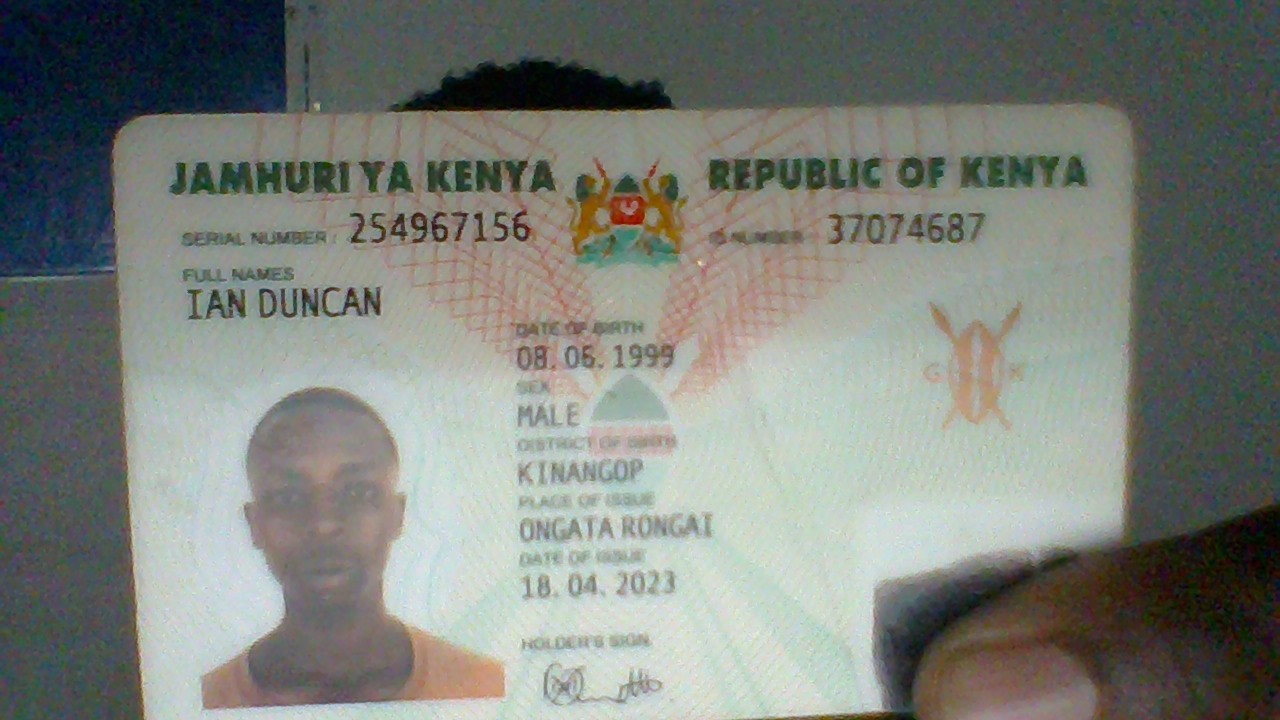 JAMHURI YA KENYA
REPUBLIC OF KENYA
SERIAL NUMBER: 254967156
ID NUMBER: 37074687
FULL NAMES
IAN DUNCAN
DATE OF BIRTH
08. 06. 1999
SEX
MALE
DISTRICT OF BIRTH
KINANGOP
PLACE OF ISSUE
ONGATA RONGAI
DATE OF ISSUE
18. 04. 2023
HOLDER'S SIGN.